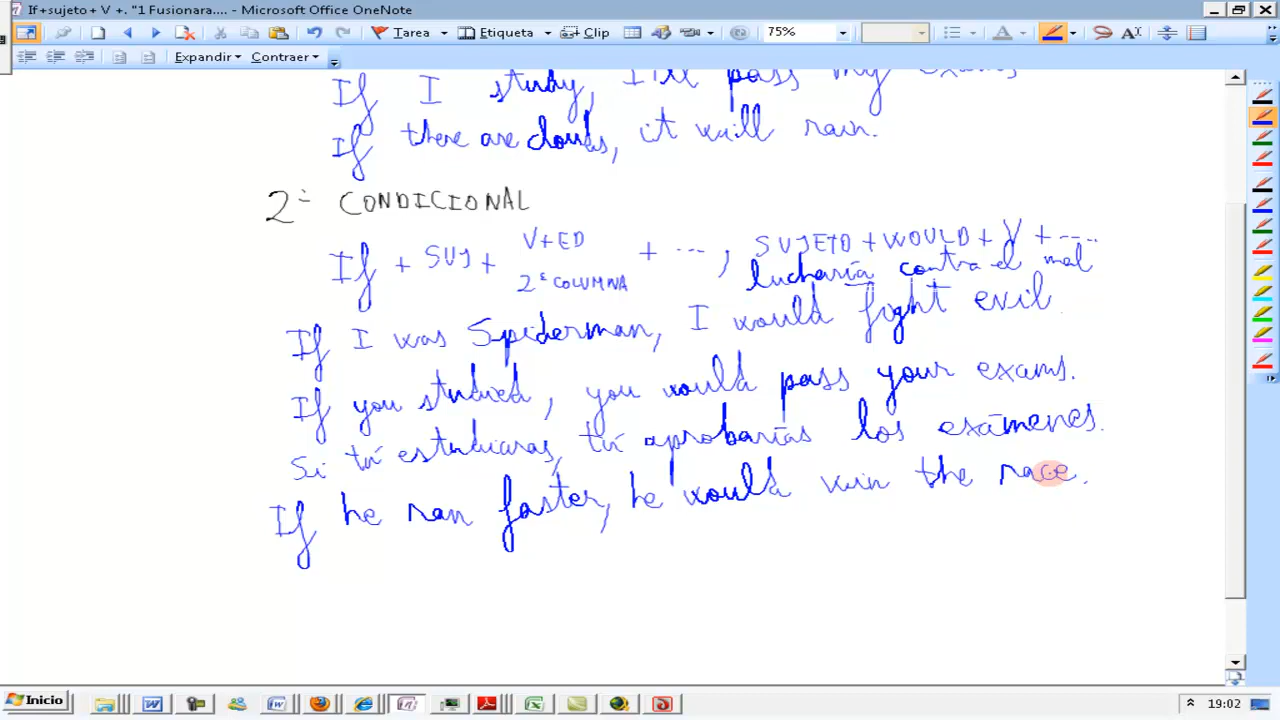 If+sujeto+ V +. "1 Fusionara.... - Microsoft Office OneNote
Tarea Etiqueta Clip 75%
Expandir Contraer
If I study, I'll pass my exams
If there are clouds, it will rain.
2ª CONDICIONAL
V+ED
If + SUJ + + ..., SUJETO + WOULD + V + ....
2ª COLUMNA
lucharía contra el mal
If I was Spiderman, I would fight evil.
If you studied, you would pass your exams.
Si tú estudiaras, tú aprobarías los exámenes.
If he ran faster, he would win the race.
Inicio 19:02